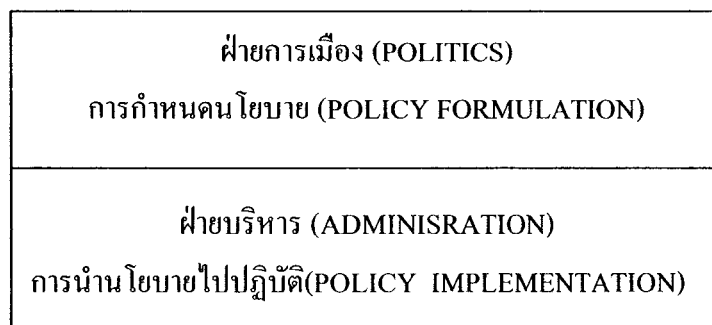 ฝ่ายการเมือง (POLITICS)
การกำหนดนโยบาย (POLICY FORMULATION)
ฝ่ายบริหาร (ADMINISRATION)
การนำนโยบายไปปฏิบัติ(POLICY IMPLEMENTATION)